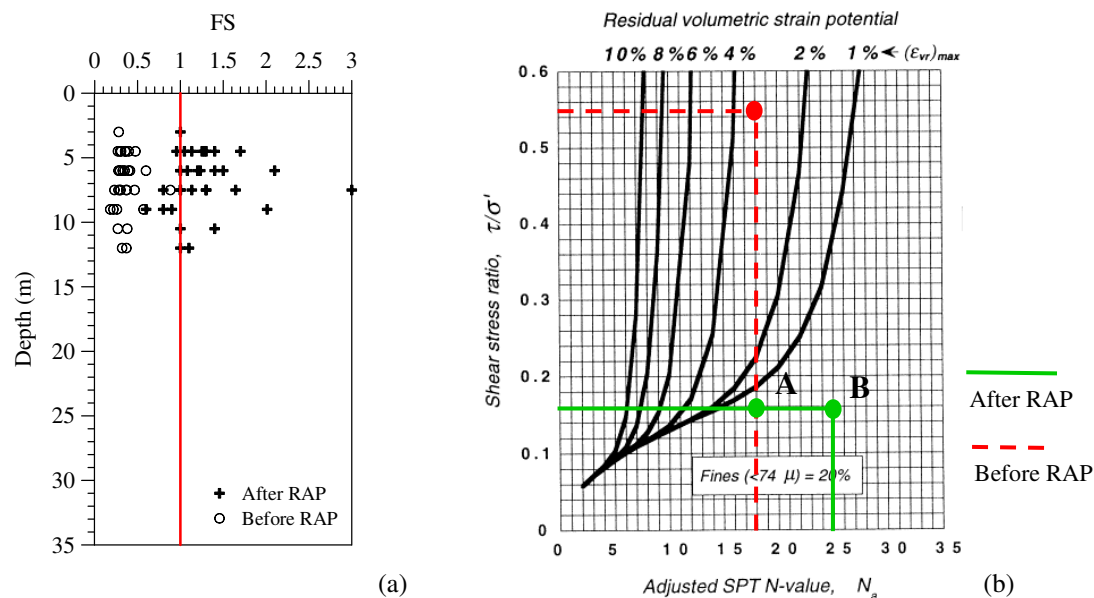 FS
0 0.5 1 1.5 2 2.5 3
0
5
10
15
20
25
30
35
Depth (m)
After RAP
Before RAP
(a)
Residual volumetric strain potential
10% 8% 6% 4% 2% 1% (εvr)max
Shear stress ratio, τ/σ'
0.6
0.5
0.4
0.3
0.2
0.1
0
A B
Fines (<74 μ) = 20%
0 5 10 15 20 25 30 35
Adjusted SPT N-value, Na
(b)
After RAP
Before RAP